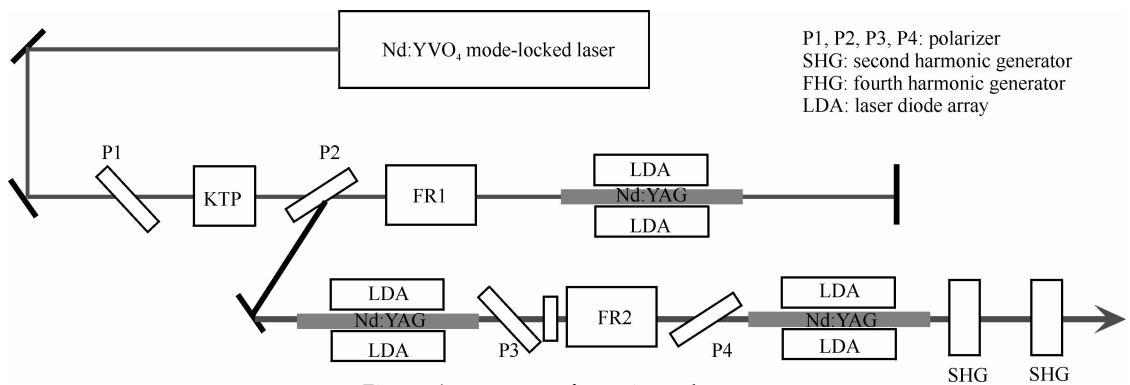 Nd:YVO₄ mode-locked laser
P1, P2, P3, P4: polarizer
SHG: second harmonic generator
FHG: fourth harmonic generator
LDA: laser diode array
P1
P2
KTP
FR1
LDA
Nd:YAG
LDA
LDA
Nd:YAG
LDA
P3
FR2
P4
LDA
Nd:YAG
LDA
SHG
SHG